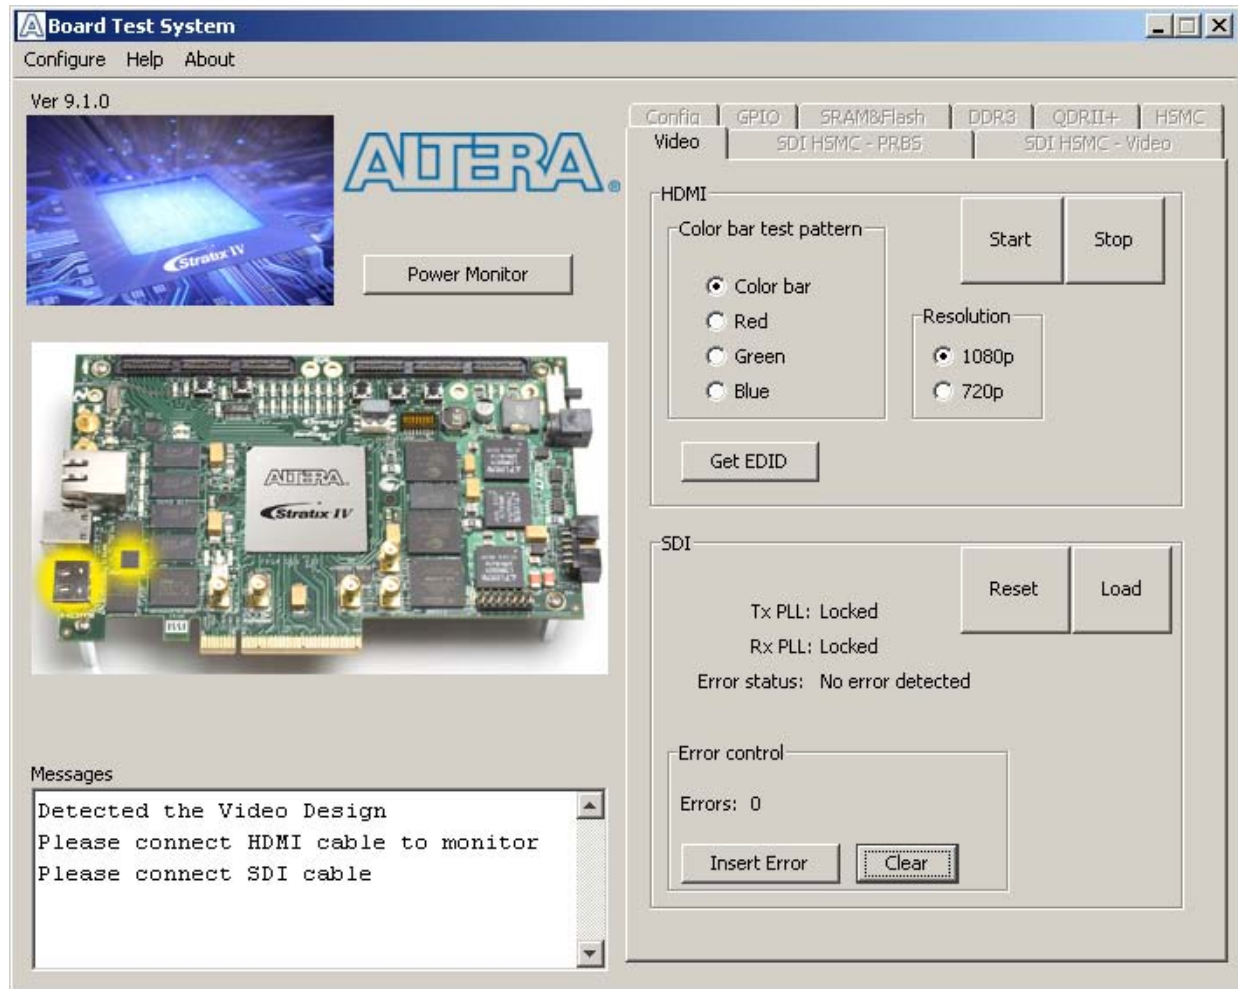 Board Test System
Configure Help About
Ver 9.1.0
Stratix IV
ALTERA®
Power Monitor
ALTERA
Stratix IV
HDMI
Messages
Detected the Video Design
Please connect HDMI cable to monitor
Please connect SDI cable
Config GPIO SRAM&Flash DDR3 QDRII+ HSMC
Video SDI HSMC - PRBS SDI HSMC - Video
HDMI
Color bar test pattern
Color bar
Red
Green
Blue
Start Stop
Resolution
1080p
720p
Get EDID
SDI
Reset Load
Tx PLL: Locked
Rx PLL: Locked
Error status: No error detected
Error control
Errors: 0
Insert Error Clear